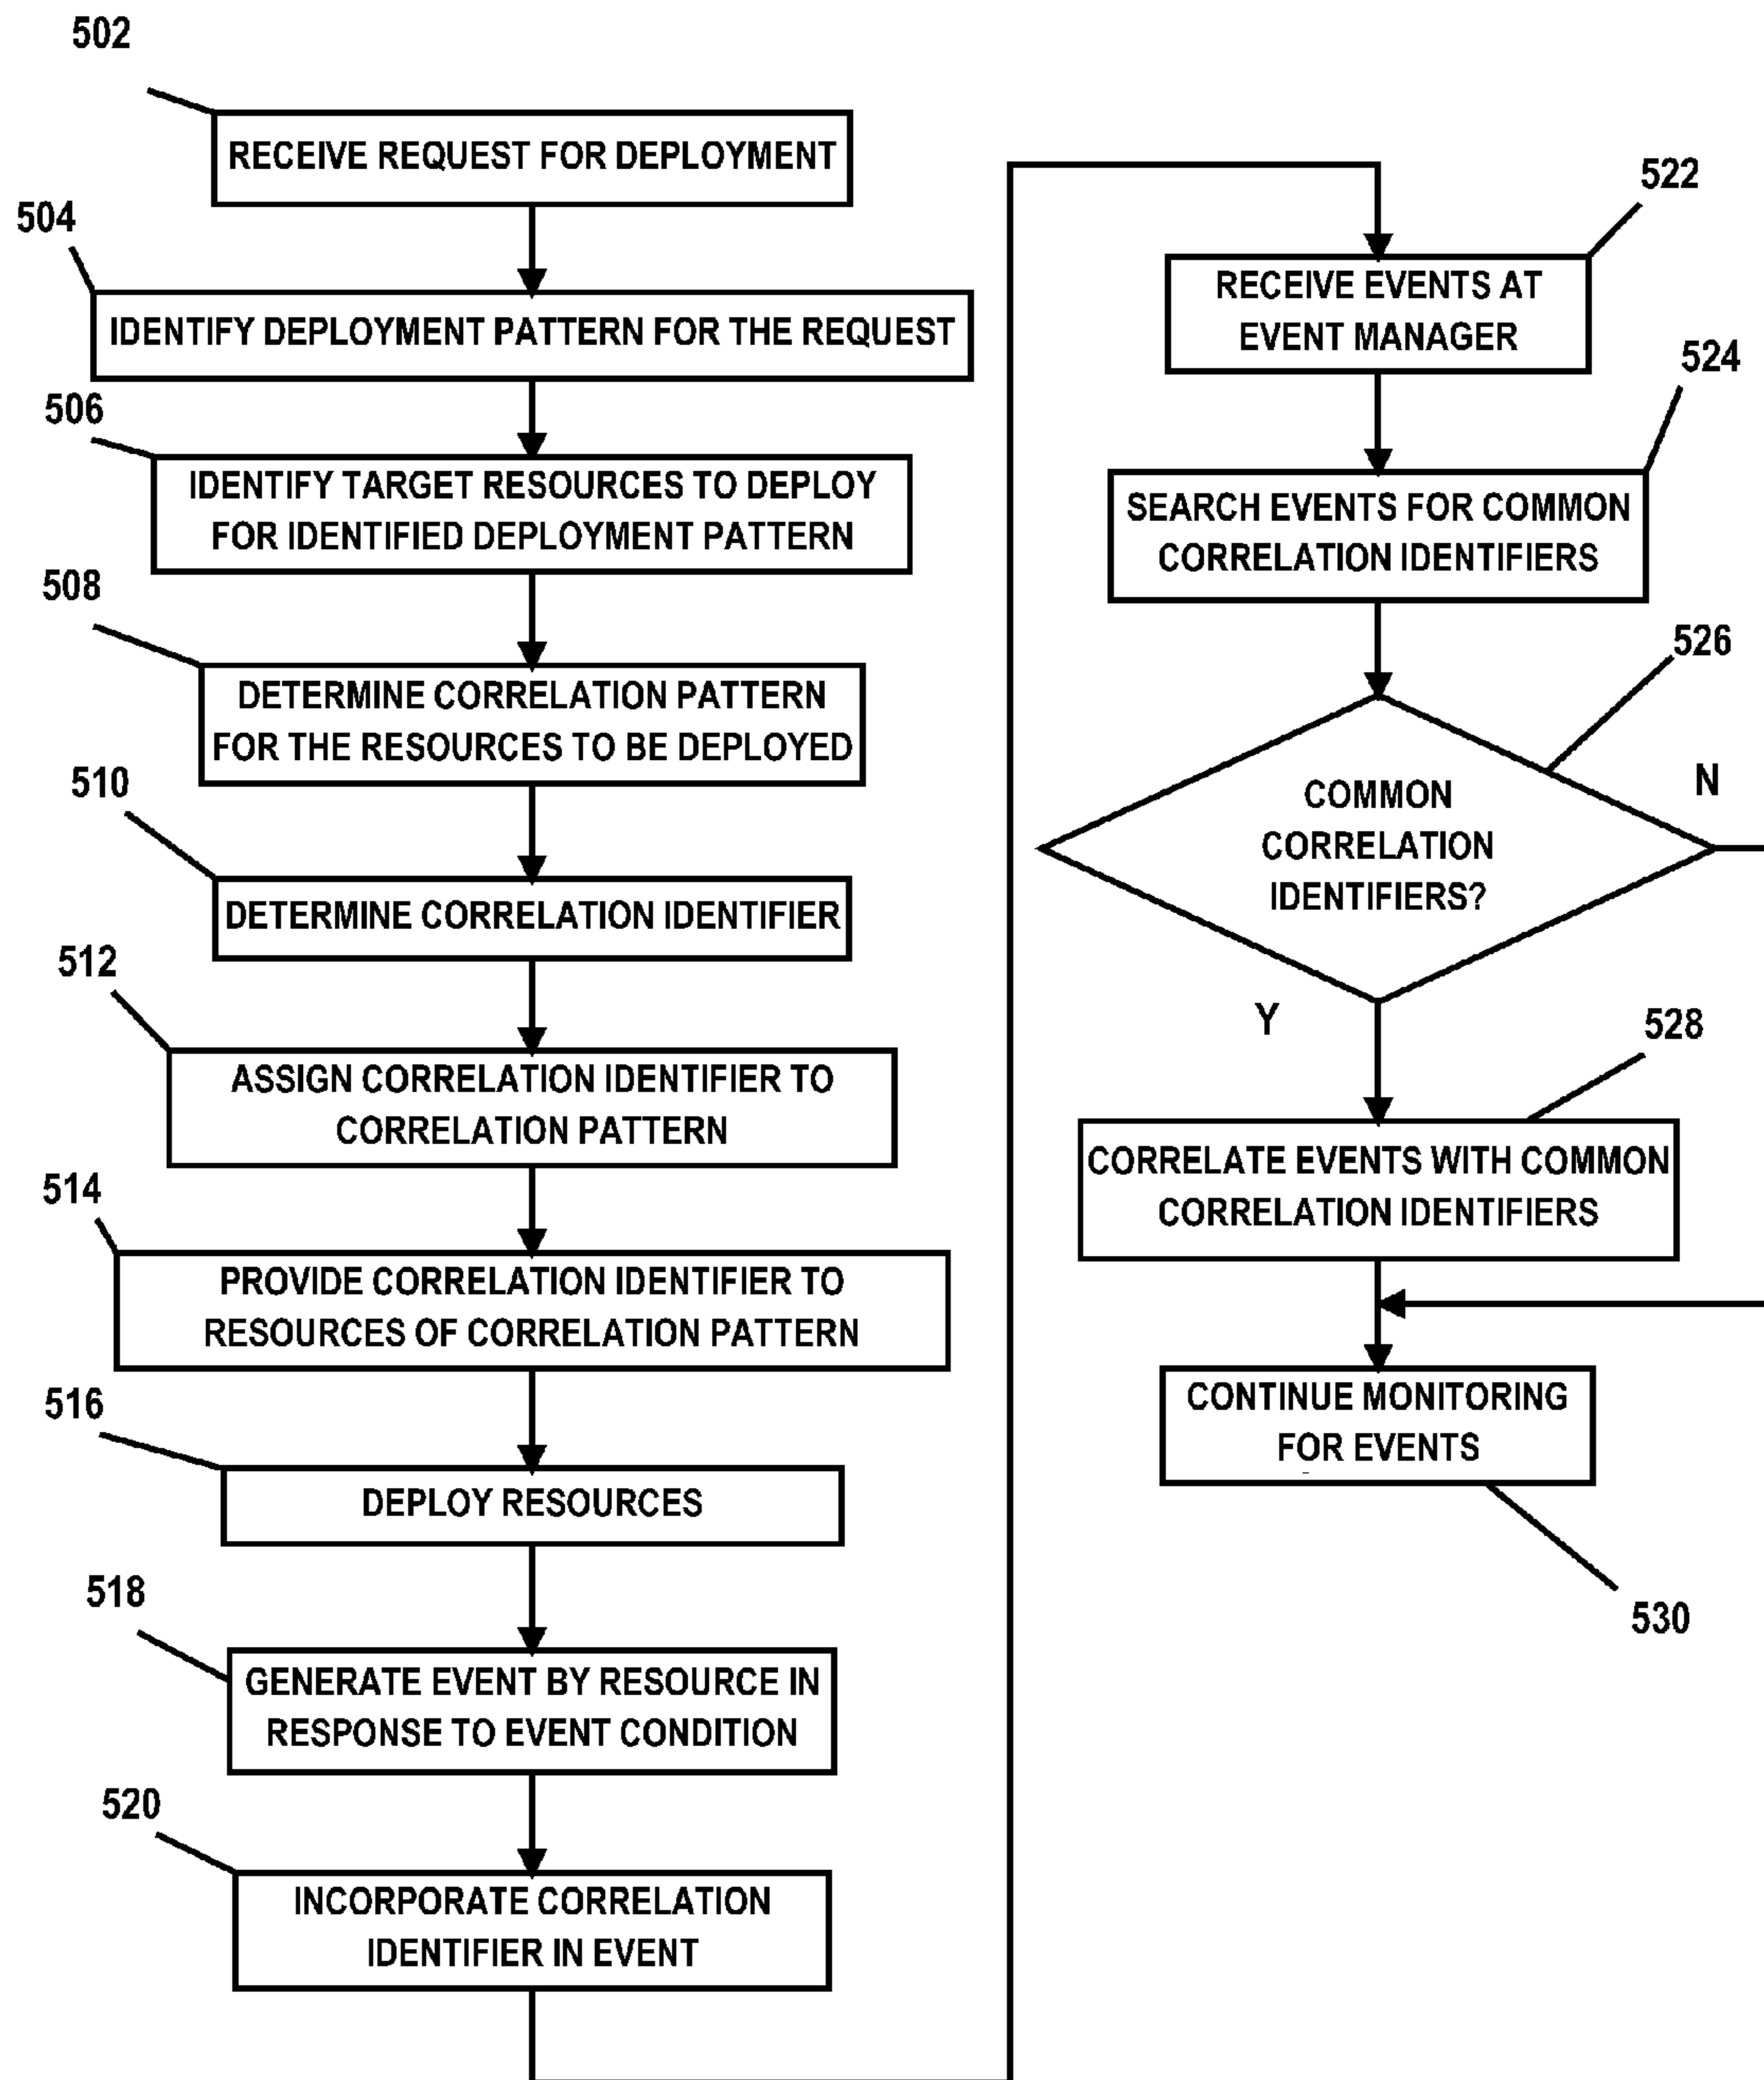 502
RECEIVE REQUEST FOR DEPLOYMENT
504
IDENTIFY DEPLOYMENT PATTERN FOR THE REQUEST
506
IDENTIFY TARGET RESOURCES TO DEPLOY
FOR IDENTIFIED DEPLOYMENT PATTERN
508
DETERMINE CORRELATION PATTERN
FOR THE RESOURCES TO BE DEPLOYED
510
DETERMINE CORRELATION IDENTIFIER
512
ASSIGN CORRELATION IDENTIFIER TO
CORRELATION PATTERN
514
PROVIDE CORRELATION IDENTIFIER TO
RESOURCES OF CORRELATION PATTERN
516
DEPLOY RESOURCES
518
GENERATE EVENT BY RESOURCE IN
RESPONSE TO EVENT CONDITION
520
INCORPORATE CORRELATION
IDENTIFIER IN EVENT
522
RECEIVE EVENTS AT
EVENT MANAGER
524
SEARCH EVENTS FOR COMMON
CORRELATION IDENTIFIERS
526
COMMON
CORRELATION
IDENTIFIERS?
N
Y
528
CORRELATE EVENTS WITH COMMON
CORRELATION IDENTIFIERS
CONTINUE MONITORING
FOR EVENTS
530